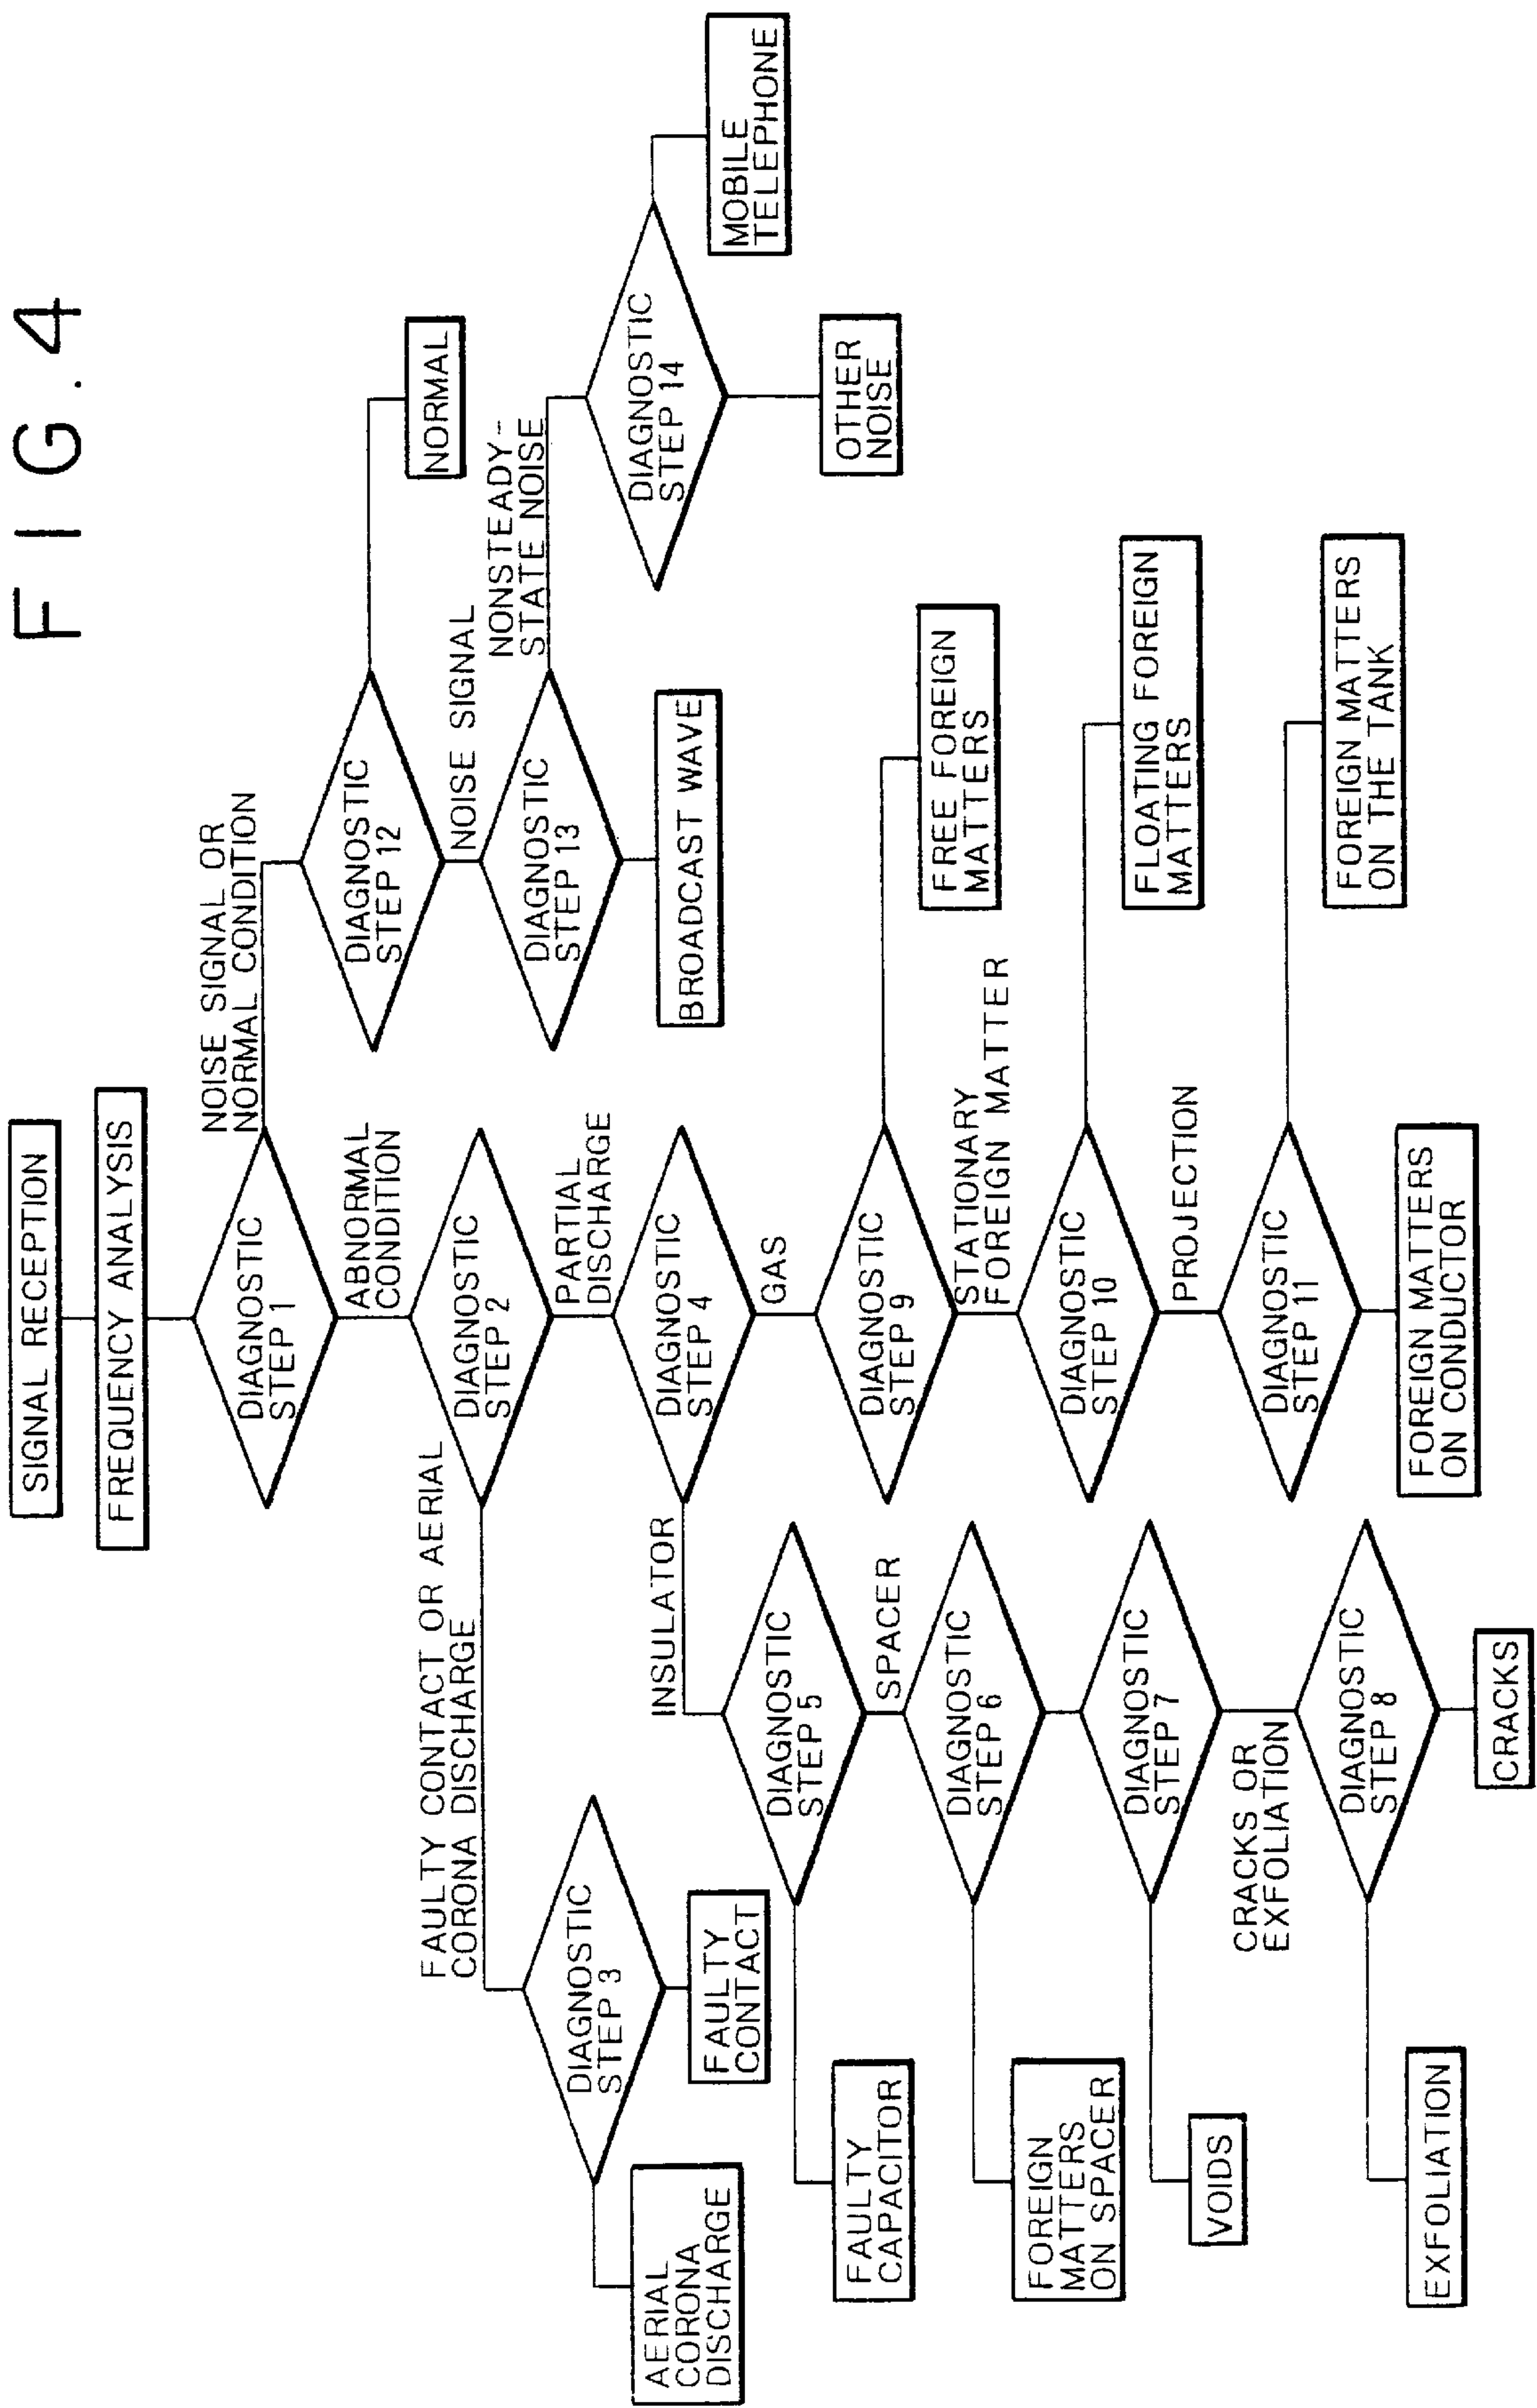 FIG.4
SIGNAL RECEPTION
FREQUENCY ANALYSIS
DIAGNOSTIC
STEP 1
NOISE SIGNAL OR
NORMAL CONDITION
ABNORMAL
CONDITION
DIAGNOSTIC
STEP 12
NORMAL
NOISE SIGNAL
DIAGNOSTIC
STEP 13
NONSTEADY-
STATE NOISE
BROADCAST WAVE
DIAGNOSTIC
STEP 14
MOBILE
TELEPHONE
OTHER
NOISE
DIAGNOSTIC
STEP 2
FAULTY CONTACT OR AERIAL
CORONA DISCHARGE
PARTIAL
DISCHARGE
DIAGNOSTIC
STEP 3
AERIAL
CORONA
DISCHARGE
FAULTY
CONTACT
DIAGNOSTIC
STEP 4
INSULATOR
GAS
DIAGNOSTIC
STEP 5
FAULTY
CAPACITOR
SPACER
DIAGNOSTIC
STEP 6
FOREIGN
MATTERS
ON SPACER
DIAGNOSTIC
STEP 7
VOIDS
CRACKS OR
EXFOLIATION
DIAGNOSTIC
STEP 8
EXFOLIATION
CRACKS
DIAGNOSTIC
STEP 9
FREE FOREIGN
MATTERS
STATIONARY
FOREIGN MATTER
DIAGNOSTIC
STEP 10
FLOATING FOREIGN
MATTERS
PROJECTION
DIAGNOSTIC
STEP 11
FOREIGN MATTERS
ON THE TANK
FOREIGN MATTERS
ON CONDUCTOR